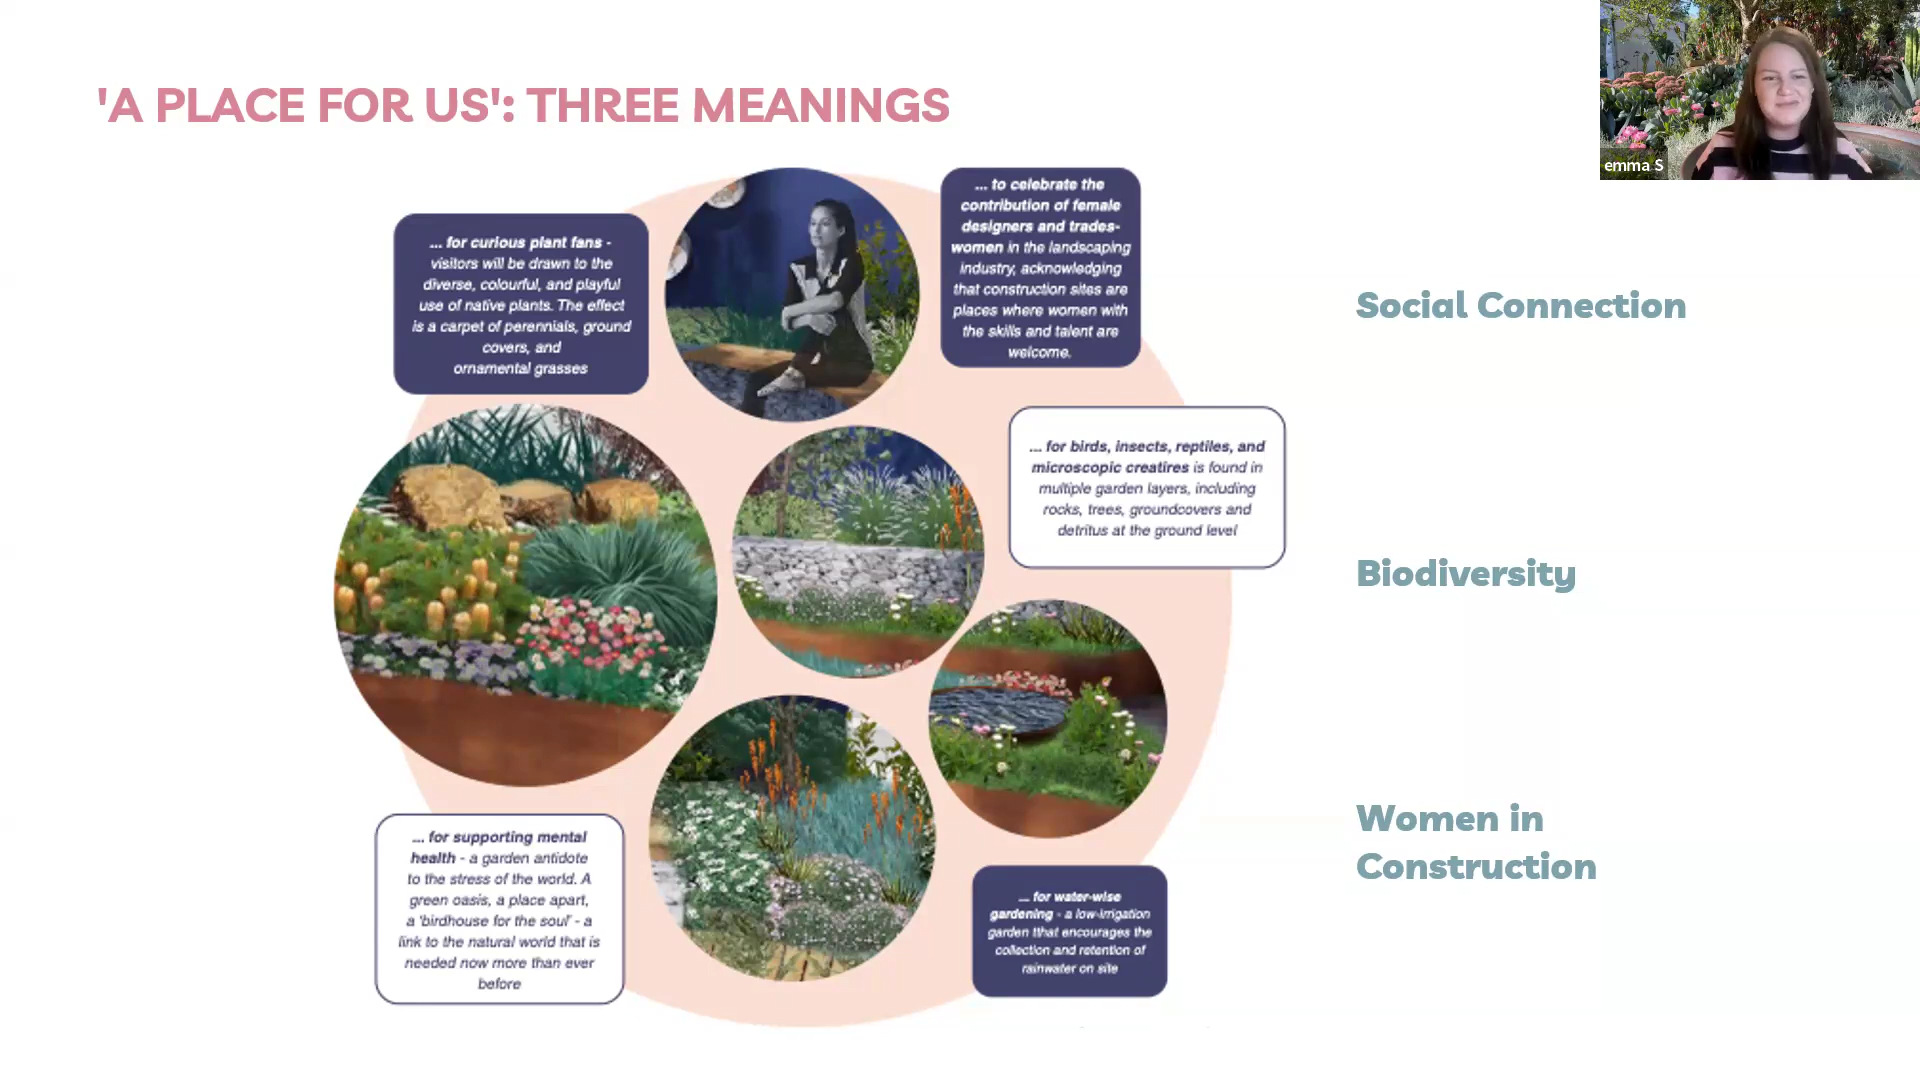 'A PLACE FOR US': THREE MEANINGS
emma S
... for curious plant fans -
visitors will be drawn to the
diverse, colourful, and playful
use of native plants. The effect
is a carpet of perennials, ground
covers, and
ornamental grasses
... to celebrate the
contribution of female
designers and trades-
women in the landscaping
industry, acknowledging
that construction sites are
places where women with
the skills and talent are
welcome.
... for birds, insects, reptiles, and
microscopic creatires is found in
multiple garden layers, including
rocks, trees, groundcovers and
detritus at the ground level
... for supporting mental
health - a garden antidote
to the stress of the world. A
green oasis, a place apart,
a 'birdhouse for the soul' - a
link to the natural world that is
needed now more than ever
before
... for water-wise
gardening - a low-irrigation
garden tthat encourages the
collection and retention of
rainwater on site
Social Connection
Biodiversity
Women in
Construction